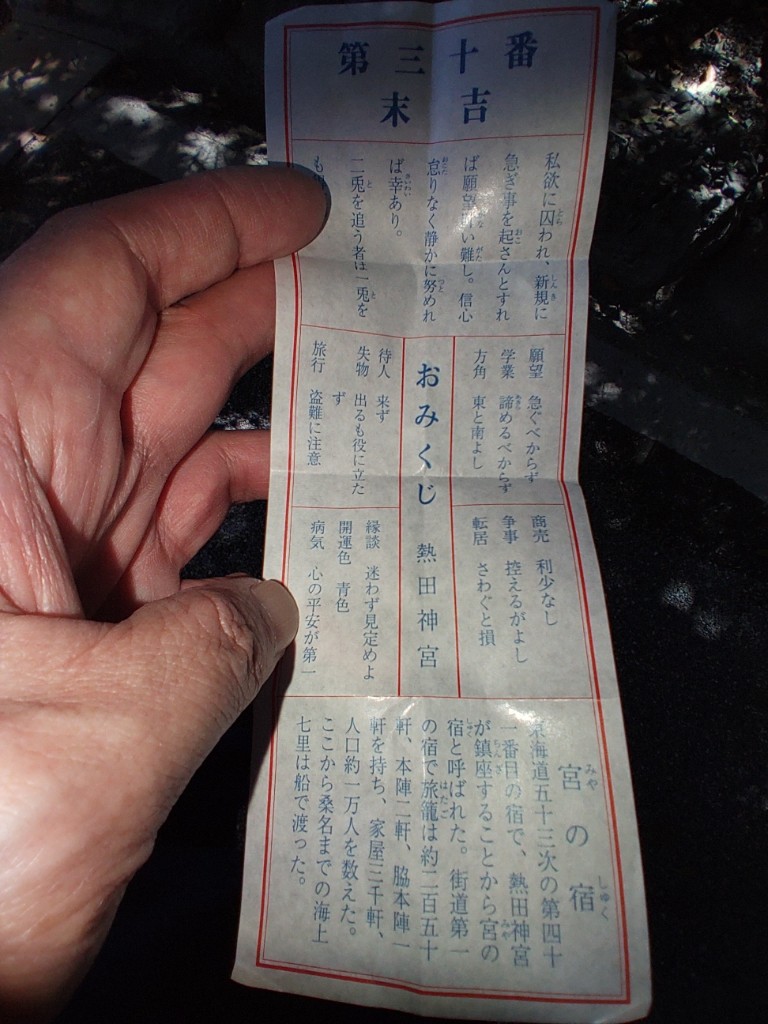 第三十番
末吉
私欲に囚われ、新規に
急ぎ事を起さんとすれ
ば願望い難し。信心
怠りなく静かに努めれ
ば幸あり。
二兎を追う者は一兎を
も
願望 急ぐべからず
学業 諦めるべからず
方角 東と南よし
商売 利少なし
争事 控えるがよし
転居 さわぐと損
おみくじ 熱田神宮
待人 来ず
失物 出るも役に立た
ず
旅行 盗難に注意
縁談 迷わず見定めよ
開運色 青色
病気 心の平安が第一
宮の宿
東海道五十三次の第四十
一番目の宿で、熱田神宮
が鎮座することから宮の
宿と呼ばれた。街道第一
の宿で旅籠は約二百五十
軒、本陣二軒、脇本陣一
軒を持ち、家屋三千軒、
人口約一万人を数えた。
ここから桑名までの海上
七里は船で渡った。